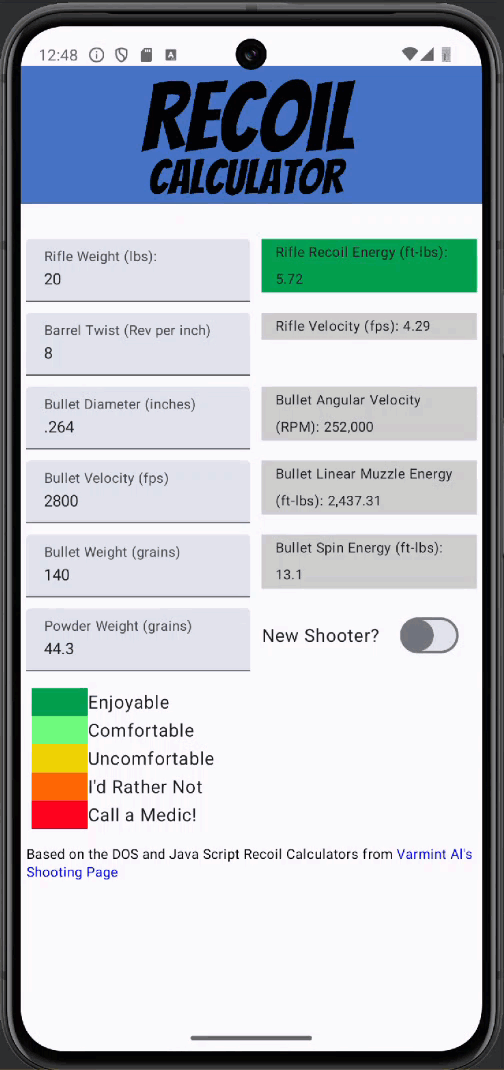 12:48
RECOIL
CALCULATOR
Rifle Weight (lbs):
20
Rifle Recoil Energy (ft-lbs):
5.72
Barrel Twist (Rev per inch)
8
Rifle Velocity (fps): 4.29
Bullet Diameter (inches)
.264
Bullet Angular Velocity
(RPM): 252,000
Bullet Velocity (fps)
2800
Bullet Linear Muzzle Energy
(ft-lbs): 2,437.31
Bullet Weight (grains)
140
Bullet Spin Energy (ft-lbs):
13.1
Powder Weight (grains)
44.3
New Shooter?
Enjoyable
Comfortable
Uncomfortable
I'd Rather Not
Call a Medic!
Based on the DOS and Java Script Recoil Calculators from Varmint Al's
Shooting Page